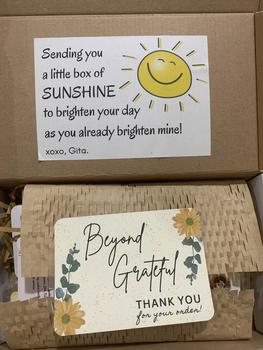 Sending you
a little box of
SUNSHINE
to brighten your day
as you already brighten mine!
xoxo, Gita.
Beyond
Grateful
THANK YOU
for your order!